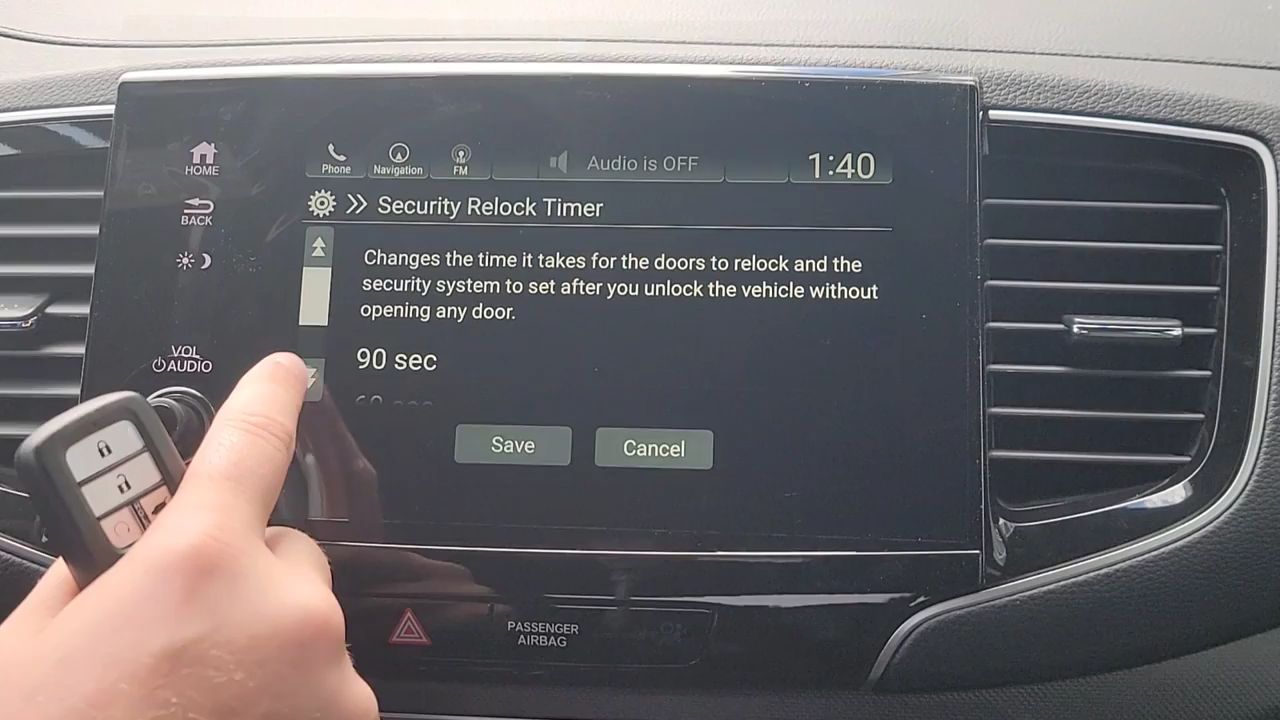 HOME
BACK
VOL
AUDIO
Phone
Navigation
FM
Audio is OFF
1:40
Security Relock Timer
Changes the time it takes for the doors to relock and the
security system to set after you unlock the vehicle without
opening any door.
90 sec
Save
Cancel
PASSENGER
AIRBAG